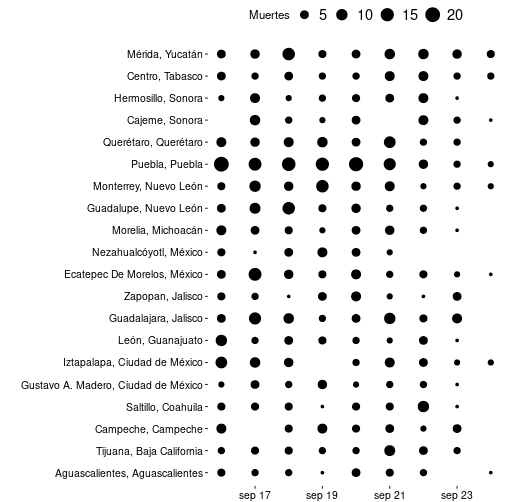 Muertes 5 10 15 20
Mérida, Yucatán
Centro, Tabasco
Hermosillo, Sonora
Cajeme, Sonora
Querétaro, Querétaro
Puebla, Puebla
Monterrey, Nuevo León
Guadalupe, Nuevo León
Morelia, Michoacán
Nezahualcóyotl, México
Ecatepec De Morelos, México
Zapopan, Jalisco
Guadalajara, Jalisco
León, Guanajuato
Iztapalapa, Ciudad de México
Gustavo A. Madero, Ciudad de México
Saltillo, Coahuila
Campeche, Campeche
Tijuana, Baja California
Aguascalientes, Aguascalientes
sep 17 sep 19 sep 21 sep 23